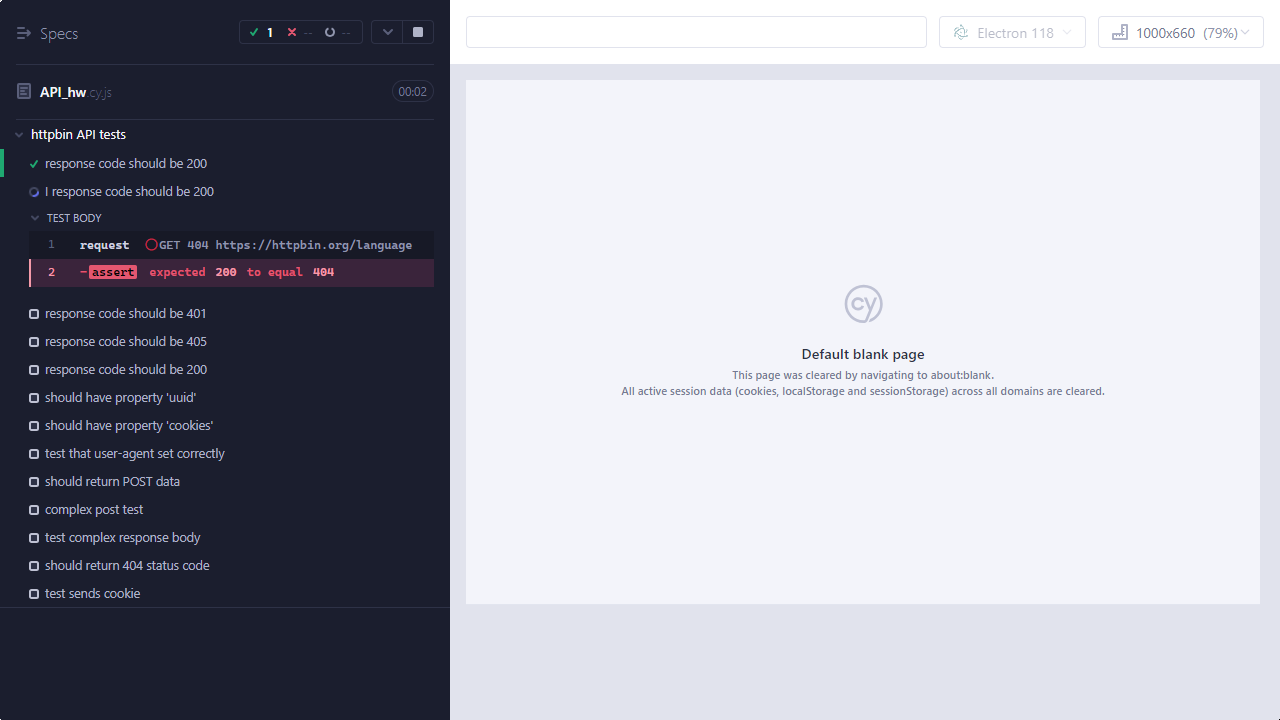 Specs
1 -- --
API_hw.cy.js
00:02
httpbin API tests
response code should be 200
I response code should be 200
TEST BODY
1 request GET 404 https://httpbin.org/language
2 -assert expected 200 to equal 404
response code should be 401
response code should be 405
response code should be 200
should have property 'uuid'
should have property 'cookies'
test that user-agent set correctly
should return POST data
complex post test
test complex response body
should return 404 status code
test sends cookie
Electron 118
1000x660 (79%)
cy
Default blank page
This page was cleared by navigating to about:blank.
All active session data (cookies, localStorage and sessionStorage) across all domains are cleared.